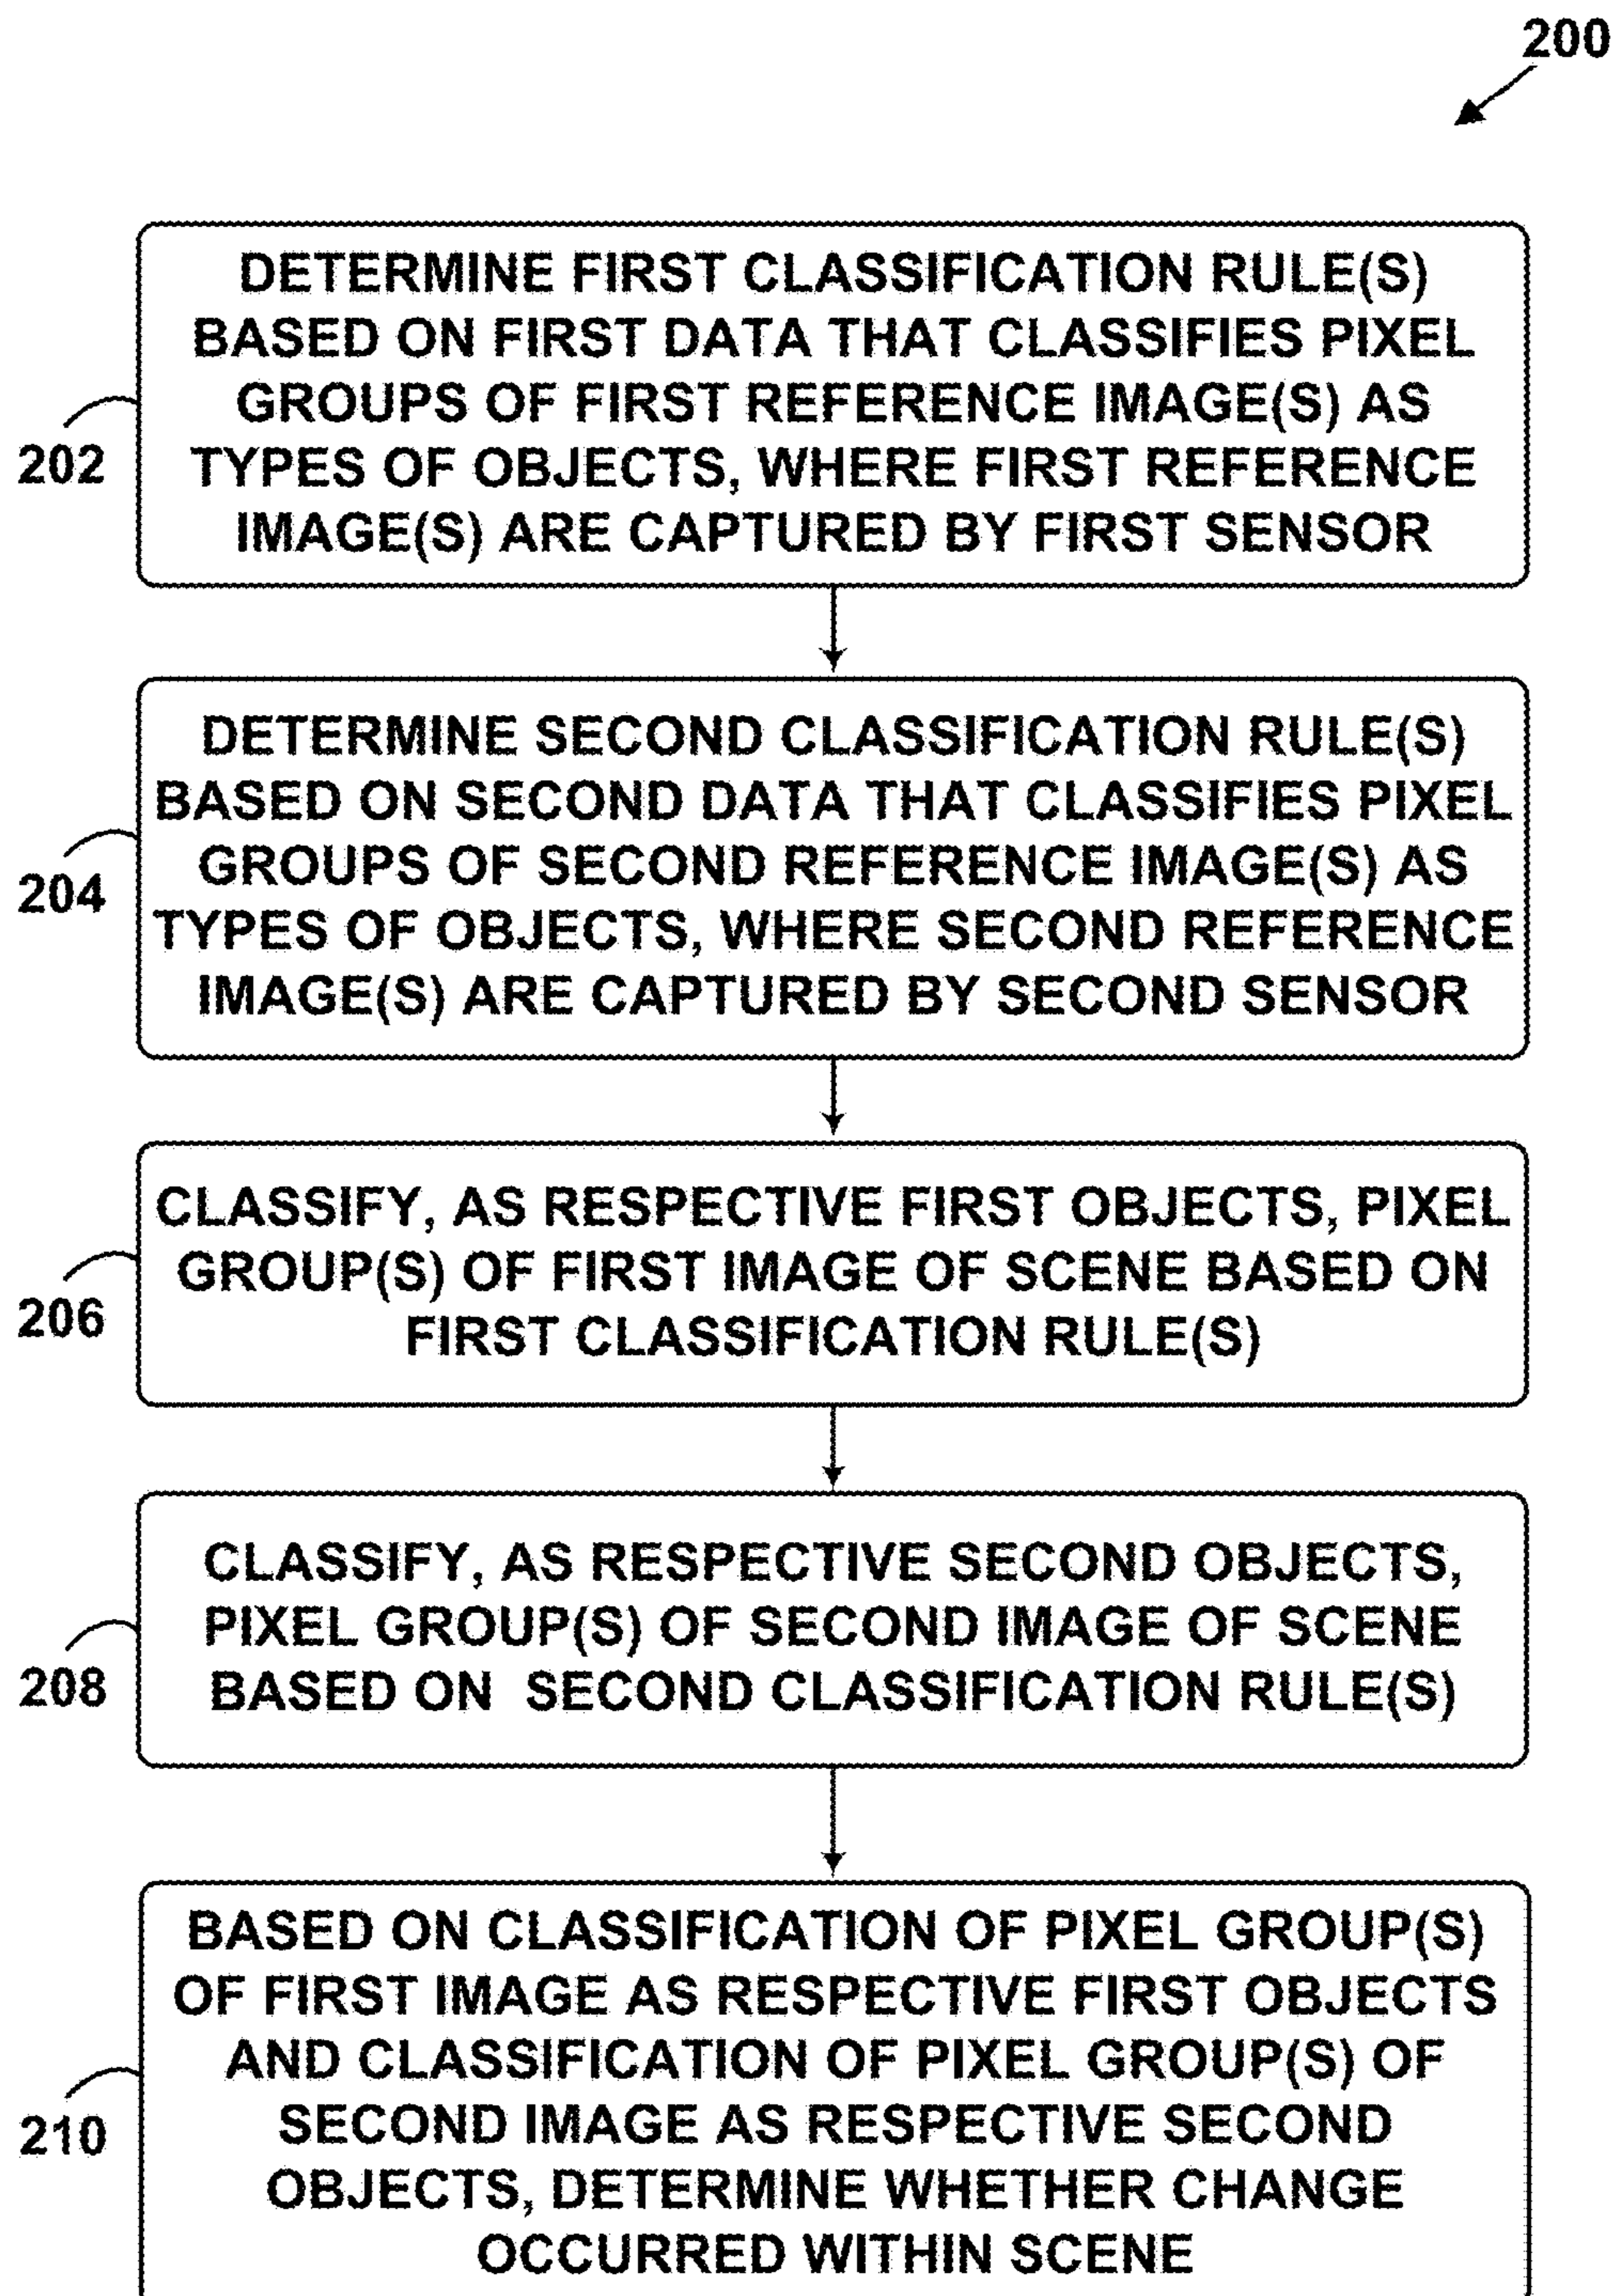 200
DETERMINE FIRST CLASSIFICATION RULE(S)
BASED ON FIRST DATA THAT CLASSIFIES PIXEL
GROUPS OF FIRST REFERENCE IMAGE(S) AS
TYPES OF OBJECTS, WHERE FIRST REFERENCE
IMAGE(S) ARE CAPTURED BY FIRST SENSOR
202
DETERMINE SECOND CLASSIFICATION RULE(S)
BASED ON SECOND DATA THAT CLASSIFIES PIXEL
GROUPS OF SECOND REFERENCE IMAGE(S) AS
TYPES OF OBJECTS, WHERE SECOND REFERENCE
IMAGE(S) ARE CAPTURED BY SECOND SENSOR
204
CLASSIFY, AS RESPECTIVE FIRST OBJECTS, PIXEL
GROUP(S) OF FIRST IMAGE OF SCENE BASED ON
FIRST CLASSIFICATION RULE(S)
206
CLASSIFY, AS RESPECTIVE SECOND OBJECTS,
PIXEL GROUP(S) OF SECOND IMAGE OF SCENE
BASED ON SECOND CLASSIFICATION RULE(S)
208
BASED ON CLASSIFICATION OF PIXEL GROUP(S)
OF FIRST IMAGE AS RESPECTIVE FIRST OBJECTS
AND CLASSIFICATION OF PIXEL GROUP(S) OF
SECOND IMAGE AS RESPECTIVE SECOND
OBJECTS, DETERMINE WHETHER CHANGE
OCCURRED WITHIN SCENE
210